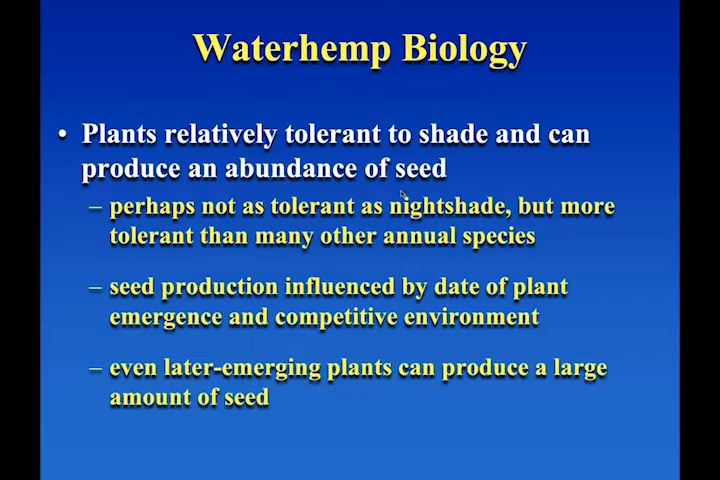 Waterhemp Biology
• Plants relatively tolerant to shade and can
produce an abundance of seed
– perhaps not as tolerant as nightshade, but more
tolerant than many other annual species
– seed production influenced by date of plant
emergence and competitive environment
– even later-emerging plants can produce a large
amount of seed